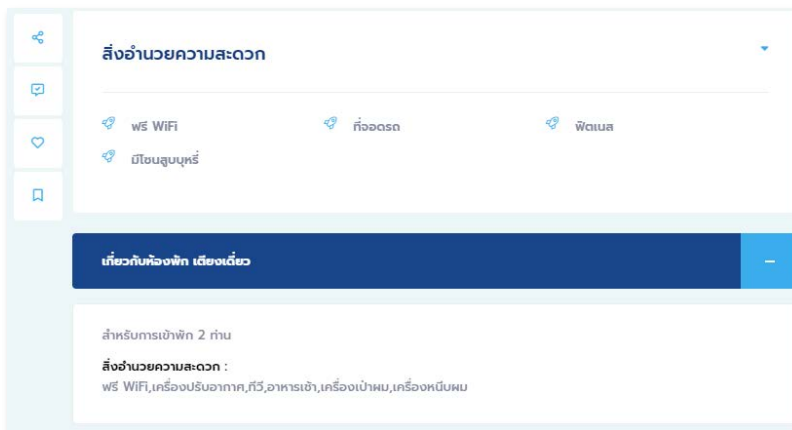 สิ่งอำนวยความสะดวก
ฟรี WiFi ที่จอดรถ ฟิตเนส
มีโซนสูบบุหรี่
เกี่ยวกับห้องพัก เตียงเดี่ยว
สำหรับการเข้าพัก 2 ท่าน
สิ่งอำนวยความสะดวก :
ฟรี WiFi,เครื่องปรับอากาศ,ทีวี,อาหารเช้า,เครื่องเป่าผม,เครื่องหนีบผม